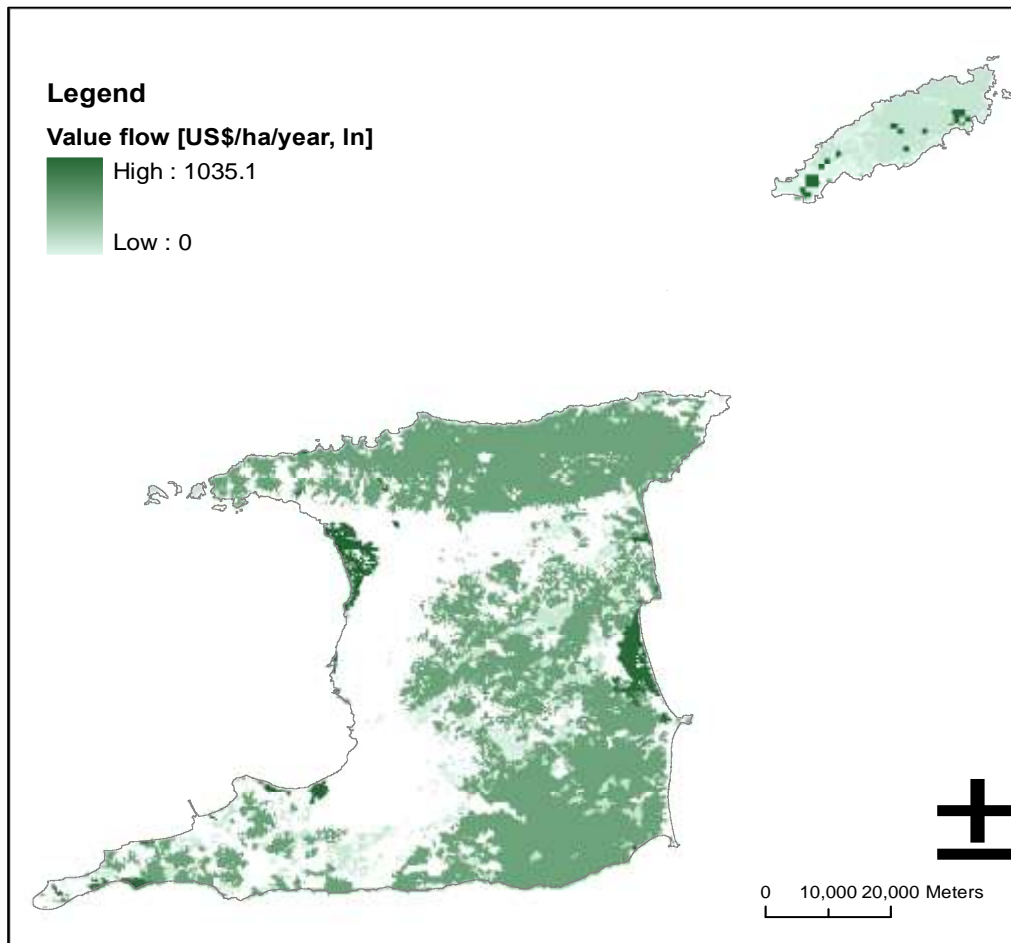 Legend
Value flow [US$/ha/year, ln]
High : 1035.1
Low : 0
±
0 10,000 20,000 Meters